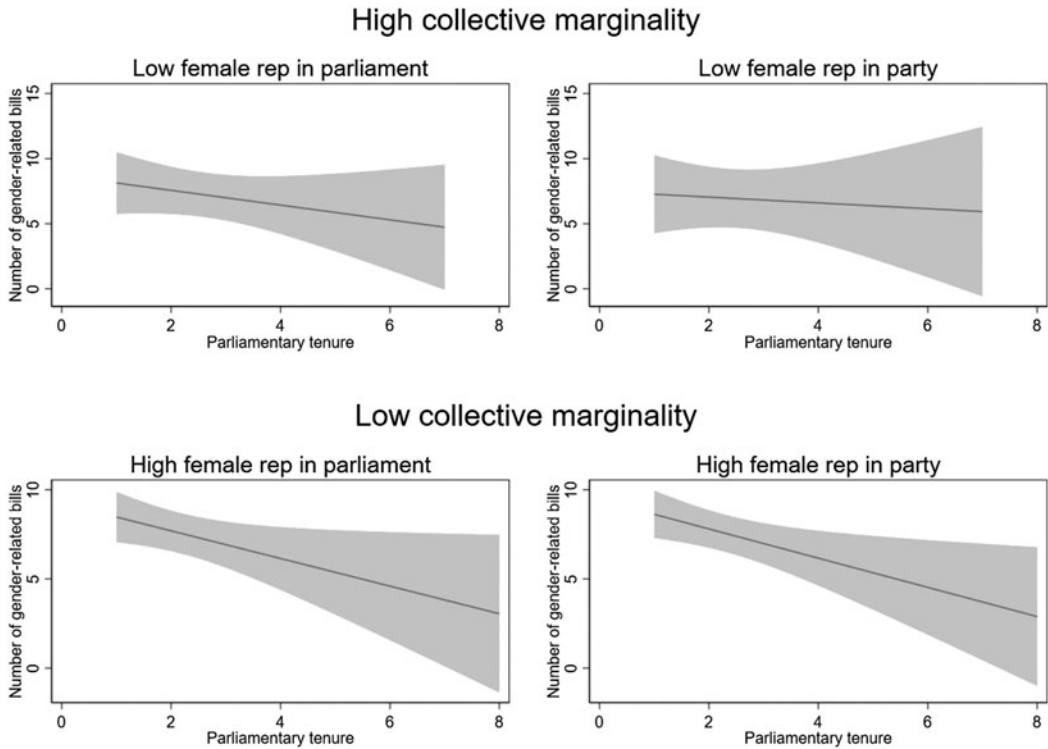 High collective marginality
Low female rep in parliament
Number of gender-related bills
15
10
5
0
0 2 4 6 8
Parliamentary tenure
Low female rep in party
Number of gender-related bills
15
10
5
0
0 2 4 6 8
Parliamentary tenure
Low collective marginality
High female rep in parliament
Number of gender-related bills
10
5
0
0 2 4 6 8
Parliamentary tenure
High female rep in party
Number of gender-related bills
10
5
0
0 2 4 6 8
Parliamentary tenure